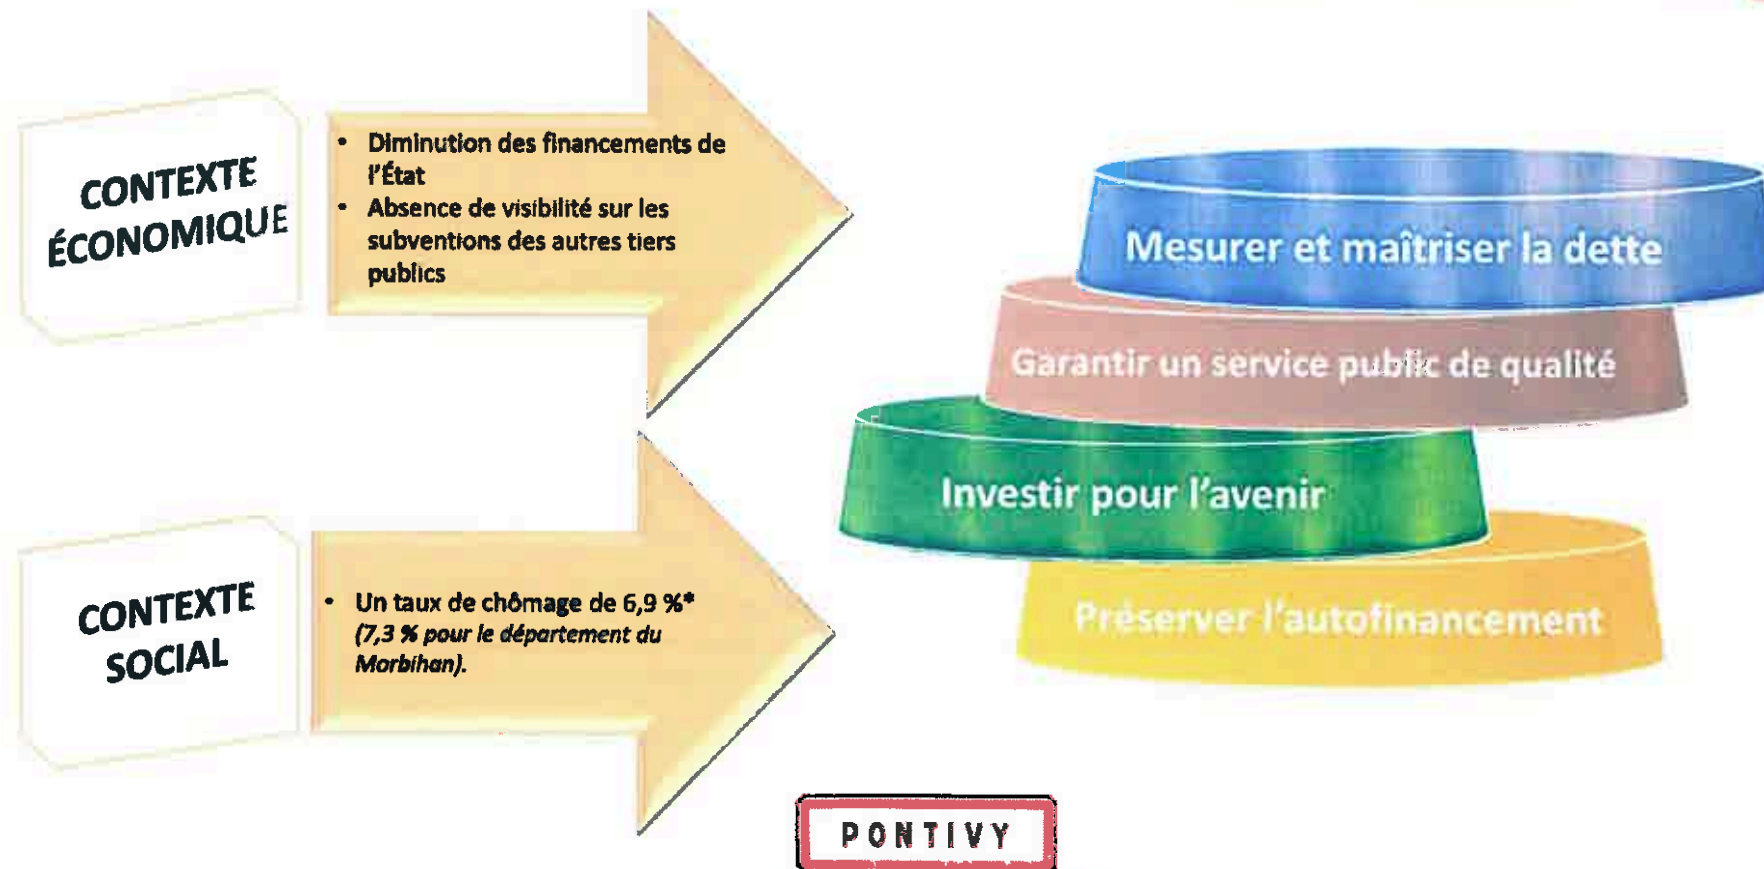 CONTEXTE
ÉCONOMIQUE
• Diminution des financements de
l'État
• Absence de visibilité sur les
subventions des autres tiers
publics
Mesurer et maîtriser la dette
Garantir un service public de qualité
Investir pour l'avenir
Préserver l'autofinancement
CONTEXTE
SOCIAL
• Un taux de chômage de 6,9 %*
(7,3 % pour le département du
Morbihan).
PONTIVY